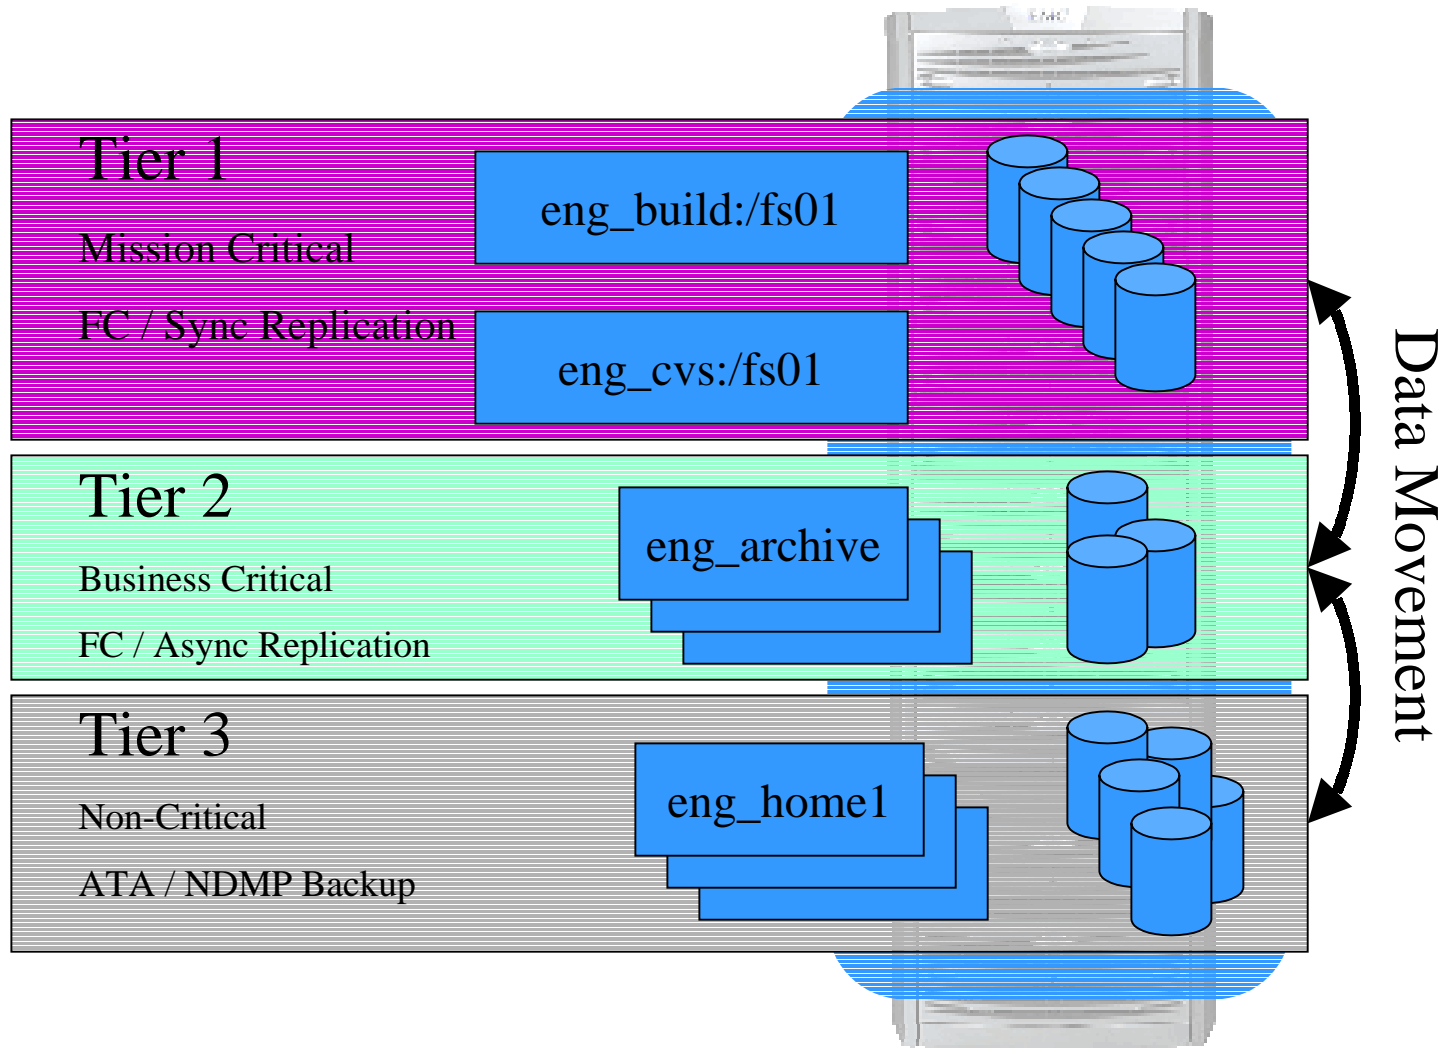 EMC
Tier 1
Mission Critical
FC / Sync Replication
eng_build:/fs01
eng_cvs:/fs01
Tier 2
Business Critical
FC / Async Replication
eng_archive
Tier 3
Non-Critical
ATA / NDMP Backup
eng_home1
Data Movement